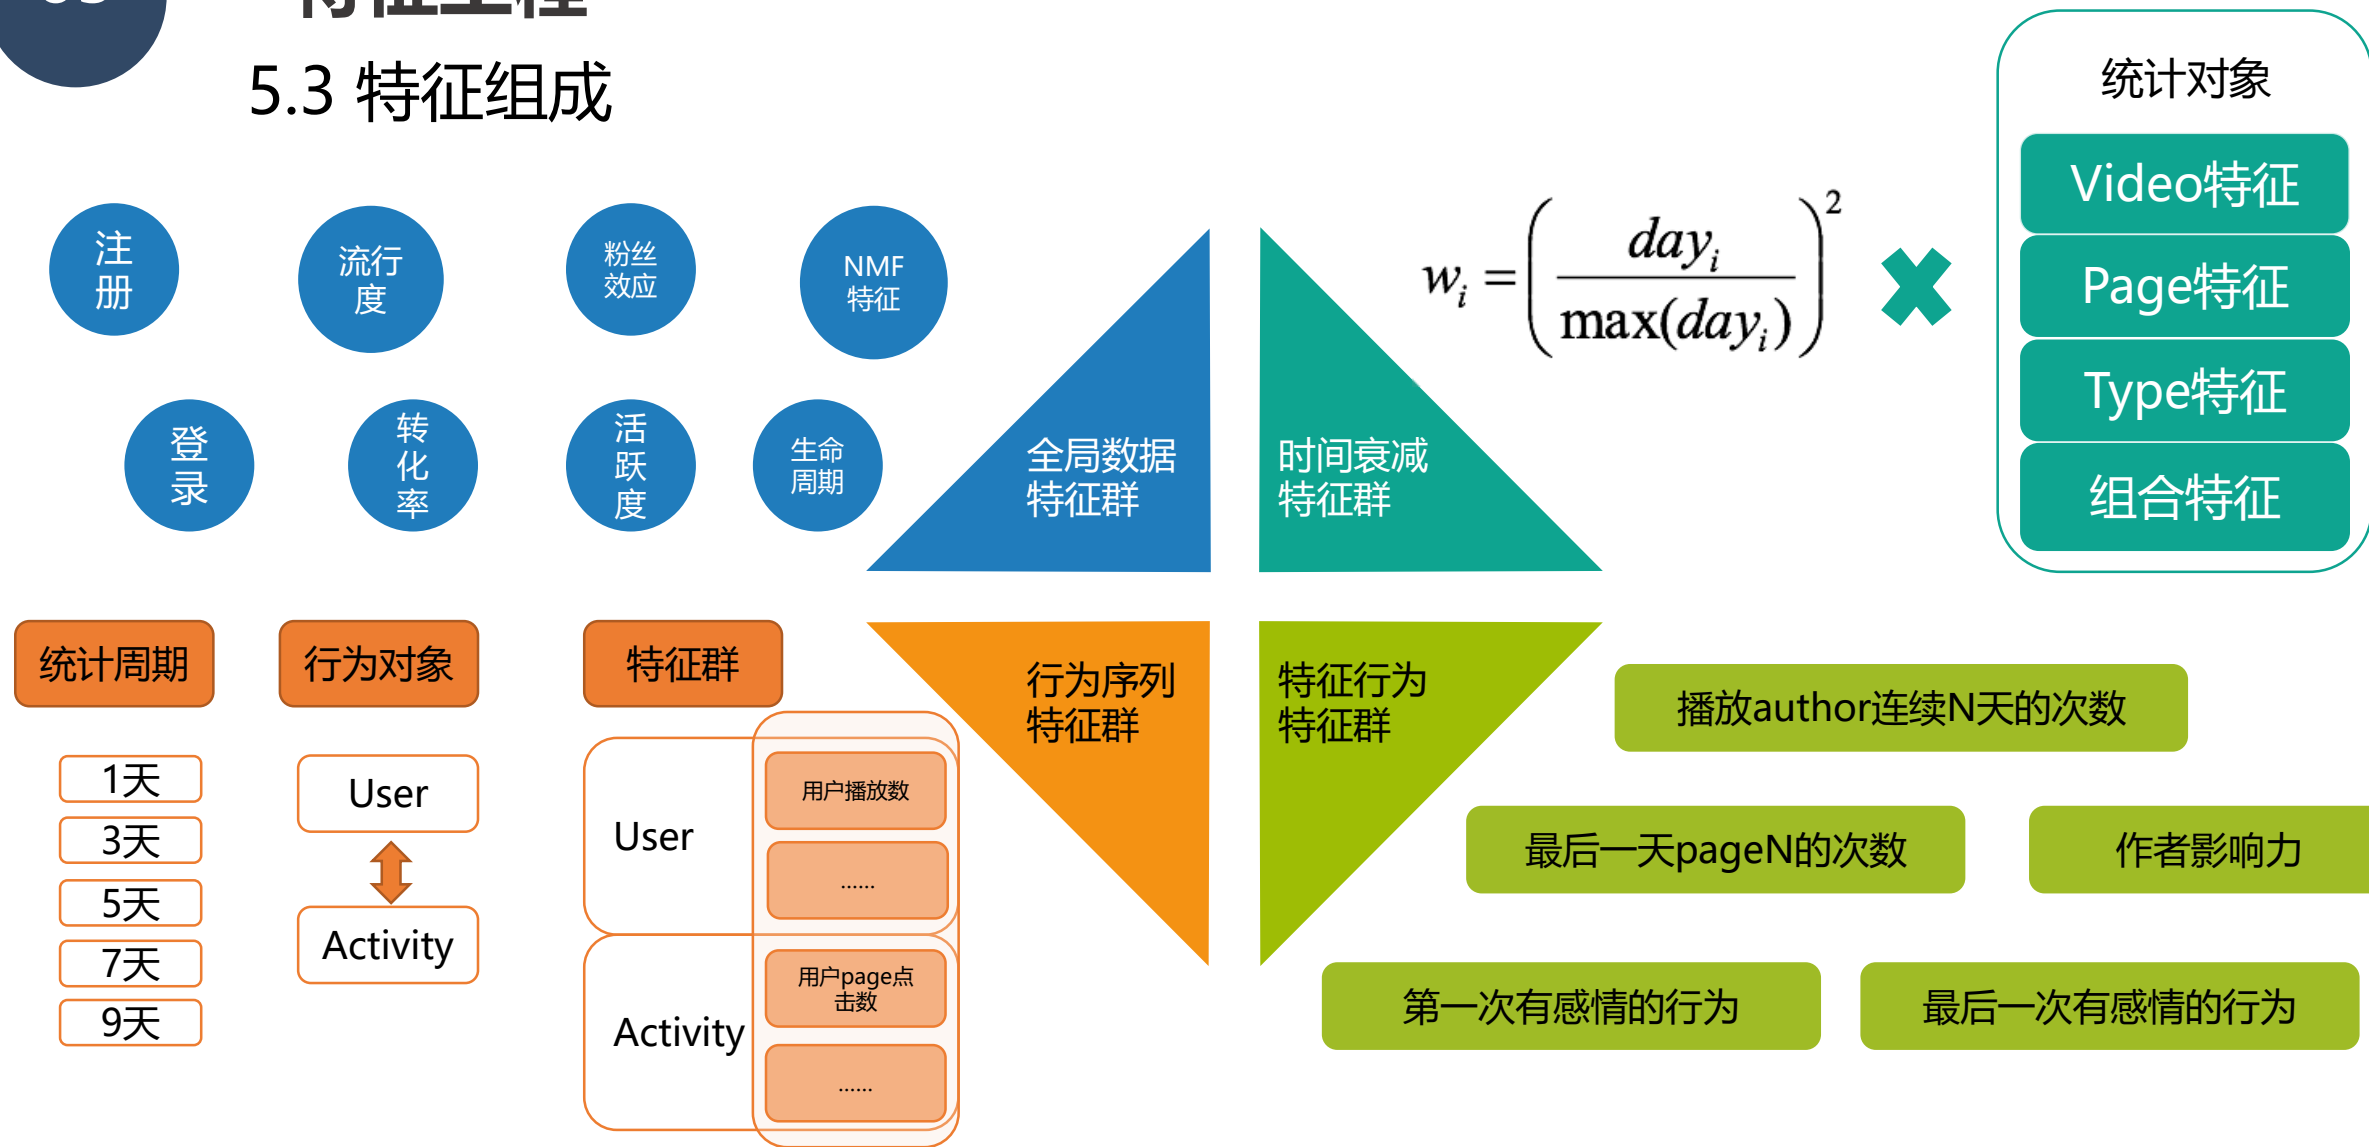 5.3 特征组成
统计对象
Video特征
Page特征
Type特征
组合特征
注
册
流行
度
粉丝
效应
NMF
特征
登
录
转
化
率
活
跃
度
生命
周期
全局数据
特征群
时间衰减
特征群
w_i = ( day_i / max(day_i) )^2
统计周期
行为对象
特征群
行为序列
特征群
特征行为
特征群
1天
3天
5天
7天
9天
User
Activity
User
用户播放数
......
Activity
用户page点
击数
......
播放author连续N天的次数
最后一天pageN的次数
作者影响力
第一次有感情的行为
最后一次有感情的行为